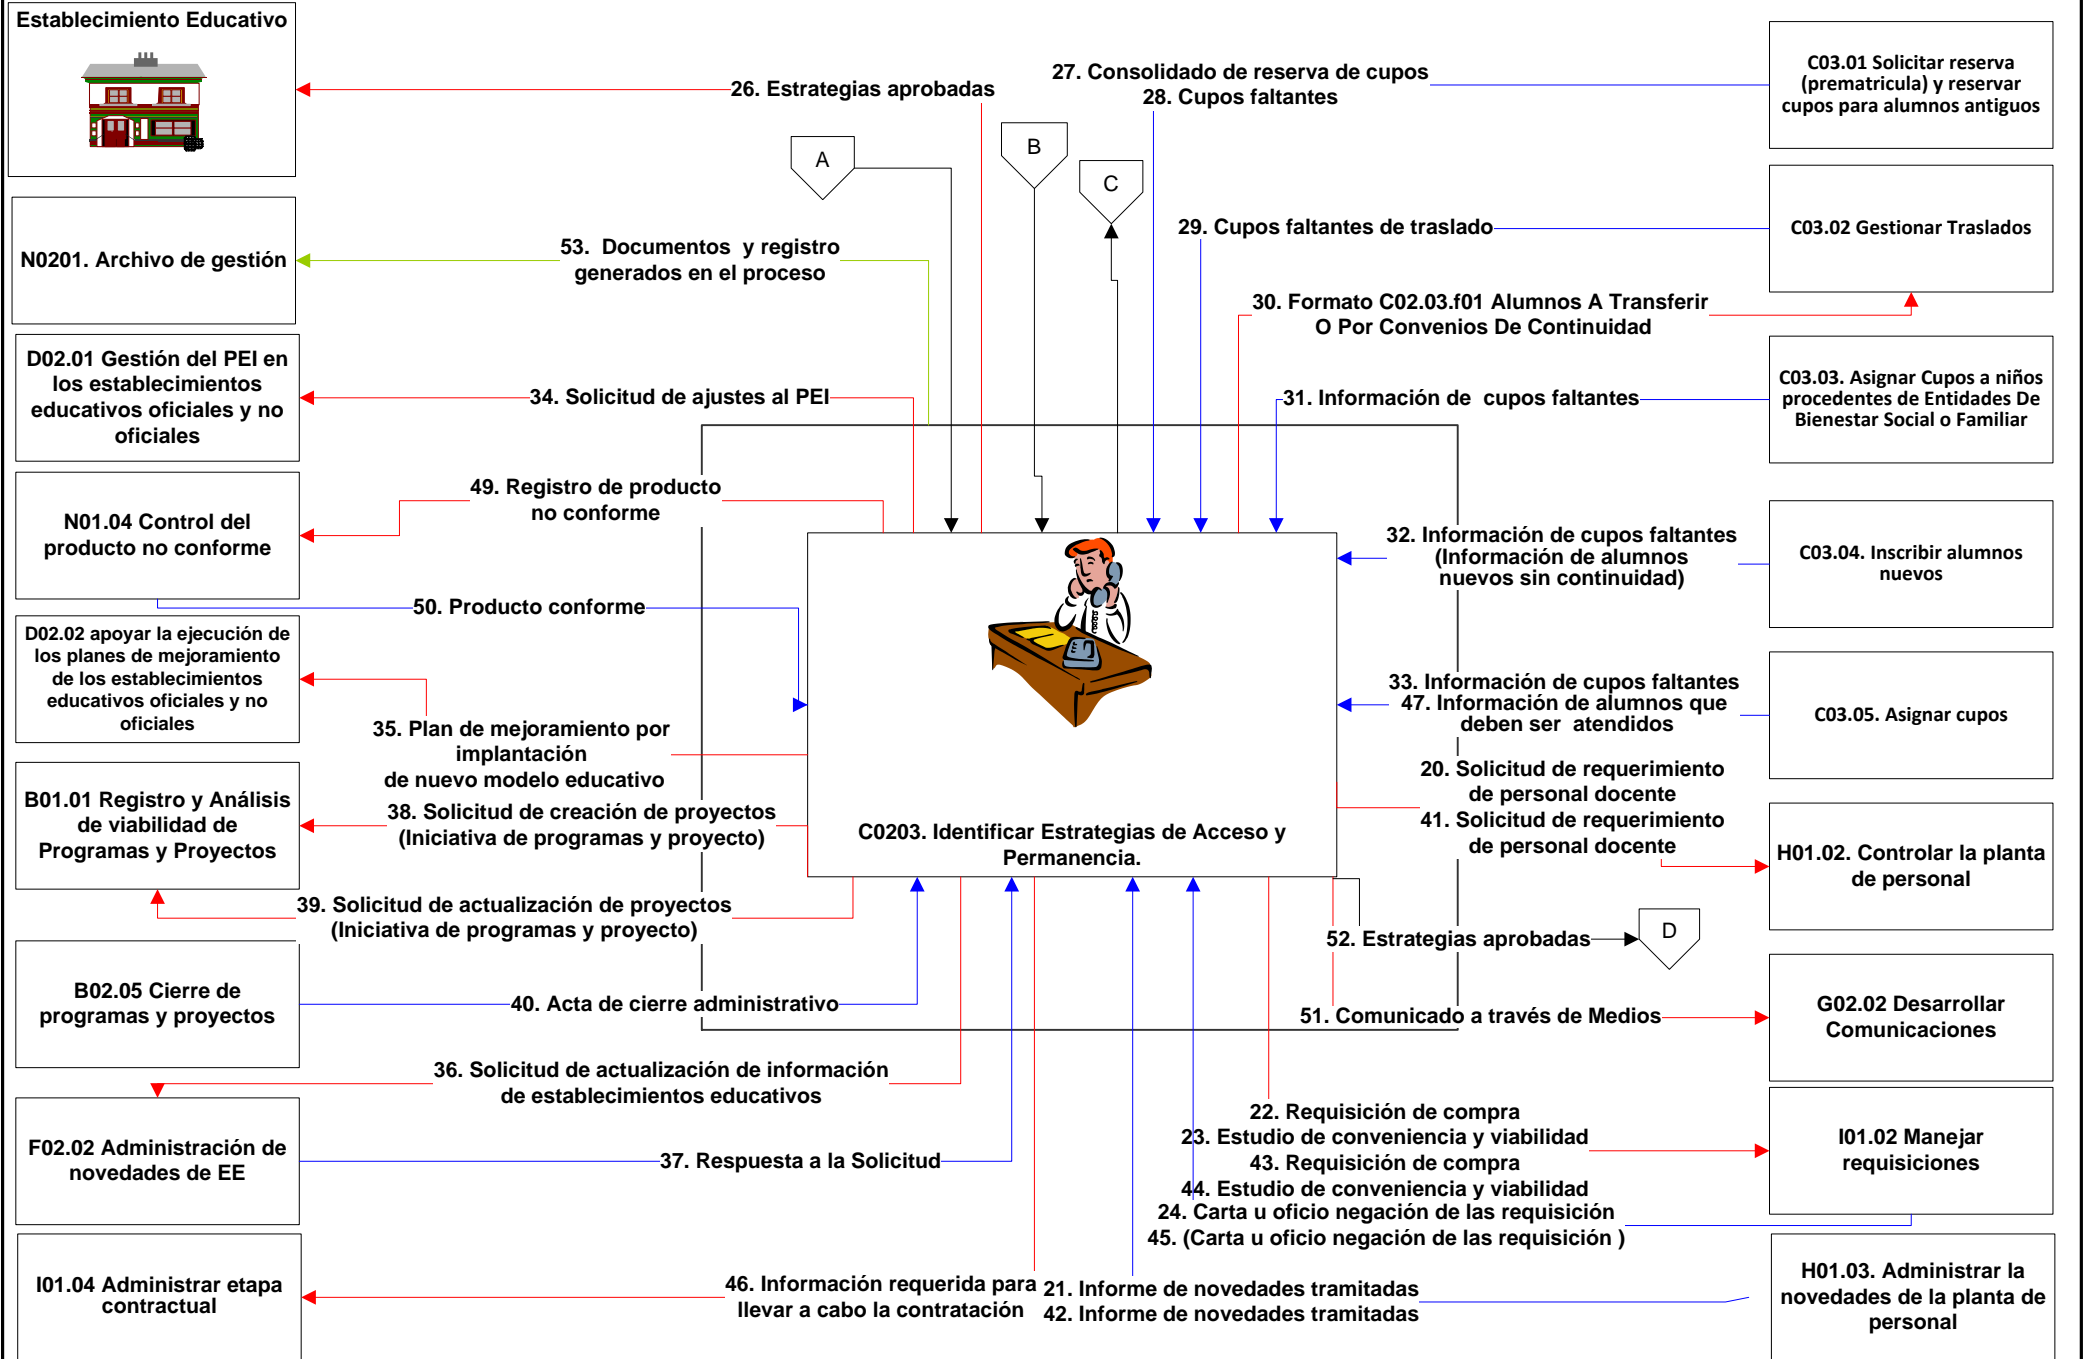 Establecimiento Educativo
26. Estrategias aprobadas
27. Consolidado de reserva de cupos
28. Cupos faltantes
C03.01 Solicitar reserva
(prematricula) y reservar
cupos para alumnos antiguos
A
B
C
N0201. Archivo de gestión
53. Documentos y registro
generados en el proceso
29. Cupos faltantes de traslado
C03.02 Gestionar Traslados
30. Formato C02.03.f01 Alumnos A Transferir
O Por Convenios De Continuidad
D02.01 Gestión del PEI en
los establecimientos
educativos oficiales y no
oficiales
34. Solicitud de ajustes al PEI
31. Información de cupos faltantes
C03.03. Asignar Cupos a niños
procedentes de Entidades De
Bienestar Social o Familiar
N01.04 Control del
producto no conforme
49. Registro de producto
no conforme
32. Información de cupos faltantes
(Información de alumnos
nuevos sin continuidad)
C03.04. Inscribir alumnos
nuevos
50. Producto conforme
D02.02 apoyar la ejecución de
los planes de mejoramiento
de los establecimientos
educativos oficiales y no
oficiales
35. Plan de mejoramiento por
implantación
de nuevo modelo educativo
33. Información de cupos faltantes
47. Información de alumnos que
deben ser atendidos
C03.05. Asignar cupos
B01.01 Registro y Análisis
de viabilidad de
Programas y Proyectos
38. Solicitud de creación de proyectos
(Iniciativa de programas y proyecto)
C0203. Identificar Estrategias de Acceso y
Permanencia.
20. Solicitud de requerimiento
de personal docente
41. Solicitud de requerimiento
de personal docente
H01.02. Controlar la planta
de personal
39. Solicitud de actualización de proyectos
(Iniciativa de programas y proyecto)
52. Estrategias aprobadas
D
B02.05 Cierre de
programas y proyectos
40. Acta de cierre administrativo
51. Comunicado a través de Medios
G02.02 Desarrollar
Comunicaciones
36. Solicitud de actualización de información
de establecimientos educativos
F02.02 Administración de
novedades de EE
37. Respuesta a la Solicitud
22. Requisición de compra
23. Estudio de conveniencia y viabilidad
43. Requisición de compra
44. Estudio de conveniencia y viabilidad
24. Carta u oficio negación de las requisición
45. (Carta u oficio negación de las requisición )
I01.02 Manejar
requisiciones
I01.04 Administrar etapa
contractual
46. Información requerida para
llevar a cabo la contratación
21. Informe de novedades tramitadas
42. Informe de novedades tramitadas
H01.03. Administrar la
novedades de la planta de
personal